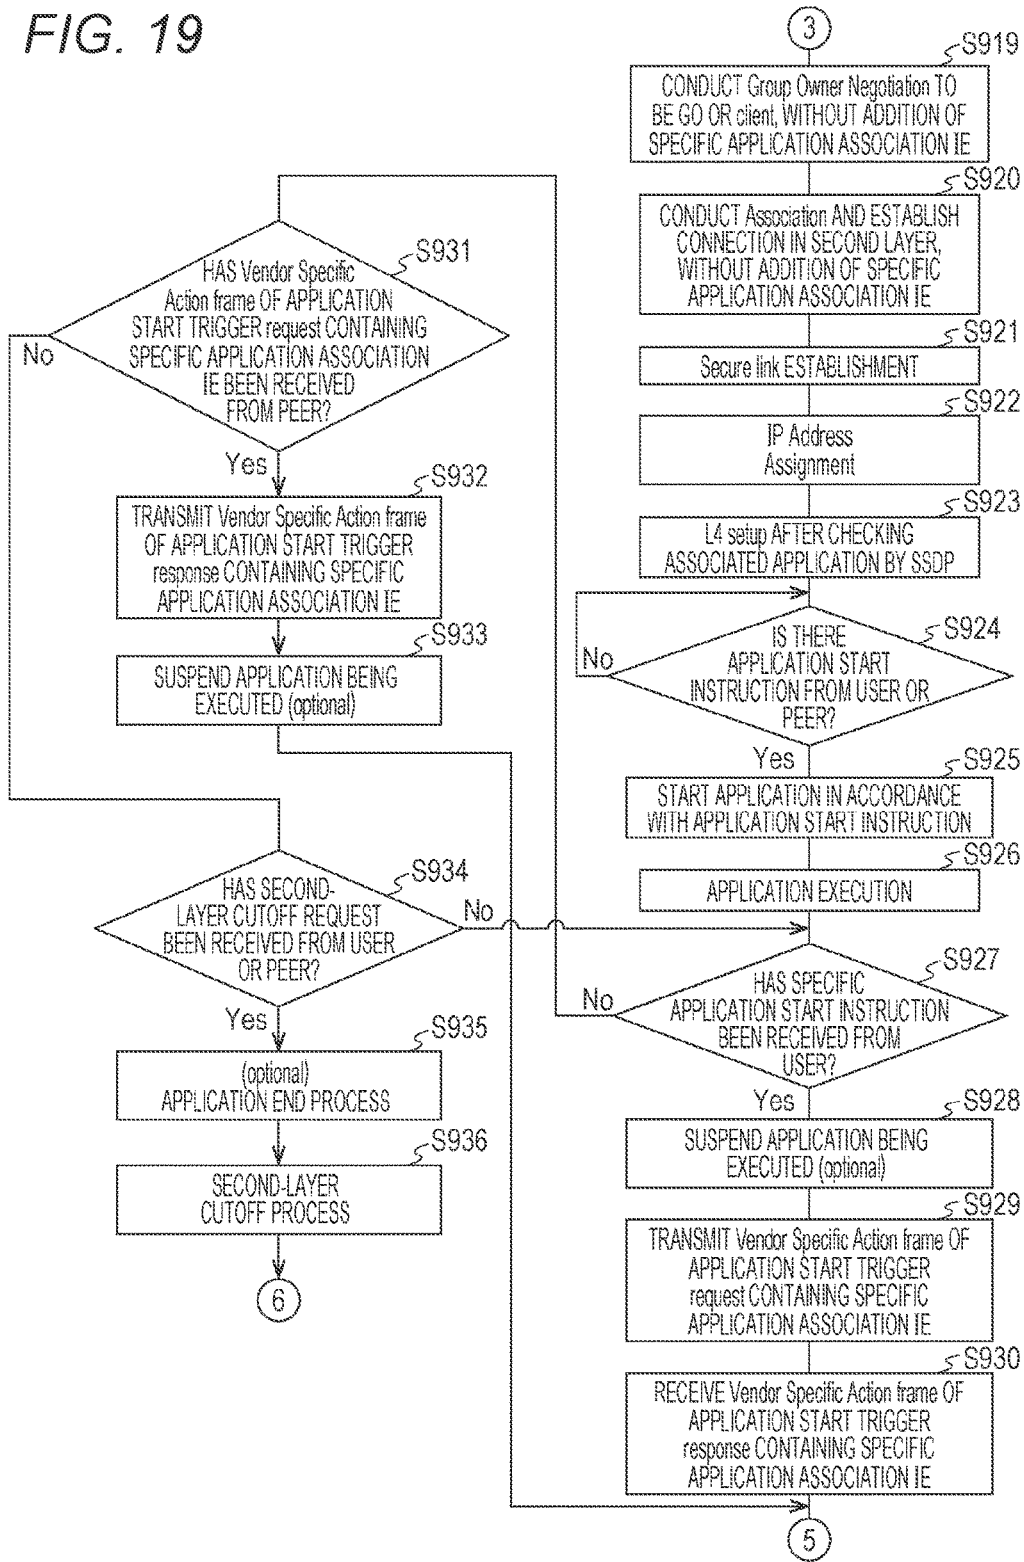 FIG. 19
3
S919
CONDUCT Group Owner Negotiation TO
BE GO OR client, WITHOUT ADDITION OF
SPECIFIC APPLICATION ASSOCIATION IE
S920
CONDUCT Association AND ESTABLISH
CONNECTION IN SECOND LAYER,
WITHOUT ADDITION OF SPECIFIC
APPLICATION ASSOCIATION IE
S921
Secure link ESTABLISHMENT
S922
IP Address
Assignment
S923
L4 setup AFTER CHECKING
ASSOCIATED APPLICATION BY SSDP
S924
IS THERE
APPLICATION START
INSTRUCTION FROM USER OR
PEER?
No
Yes
S925
START APPLICATION IN ACCORDANCE
WITH APPLICATION START INSTRUCTION
S926
APPLICATION EXECUTION
S927
HAS SPECIFIC
APPLICATION START INSTRUCTION
BEEN RECEIVED FROM
USER?
No
Yes
S928
SUSPEND APPLICATION BEING
EXECUTED (optional)
S929
TRANSMIT Vendor Specific Action frame OF
APPLICATION START TRIGGER
request CONTAINING SPECIFIC
APPLICATION ASSOCIATION IE
S930
RECEIVE Vendor Specific Action frame OF
APPLICATION START TRIGGER
response CONTAINING SPECIFIC
APPLICATION ASSOCIATION IE
5
S931
HAS Vendor Specific
Action frame OF APPLICATION
START TRIGGER request CONTAINING
SPECIFIC APPLICATION ASSOCIATION
IE BEEN RECEIVED
FROM PEER?
No
Yes
S932
TRANSMIT Vendor Specific Action frame
OF APPLICATION START TRIGGER
response CONTAINING SPECIFIC
APPLICATION ASSOCIATION IE
S933
SUSPEND APPLICATION BEING
EXECUTED (optional)
S934
HAS SECOND-
LAYER CUTOFF REQUEST
BEEN RECEIVED FROM USER
OR PEER?
No
Yes
S935
(optional)
APPLICATION END PROCESS
S936
SECOND-LAYER
CUTOFF PROCESS
6